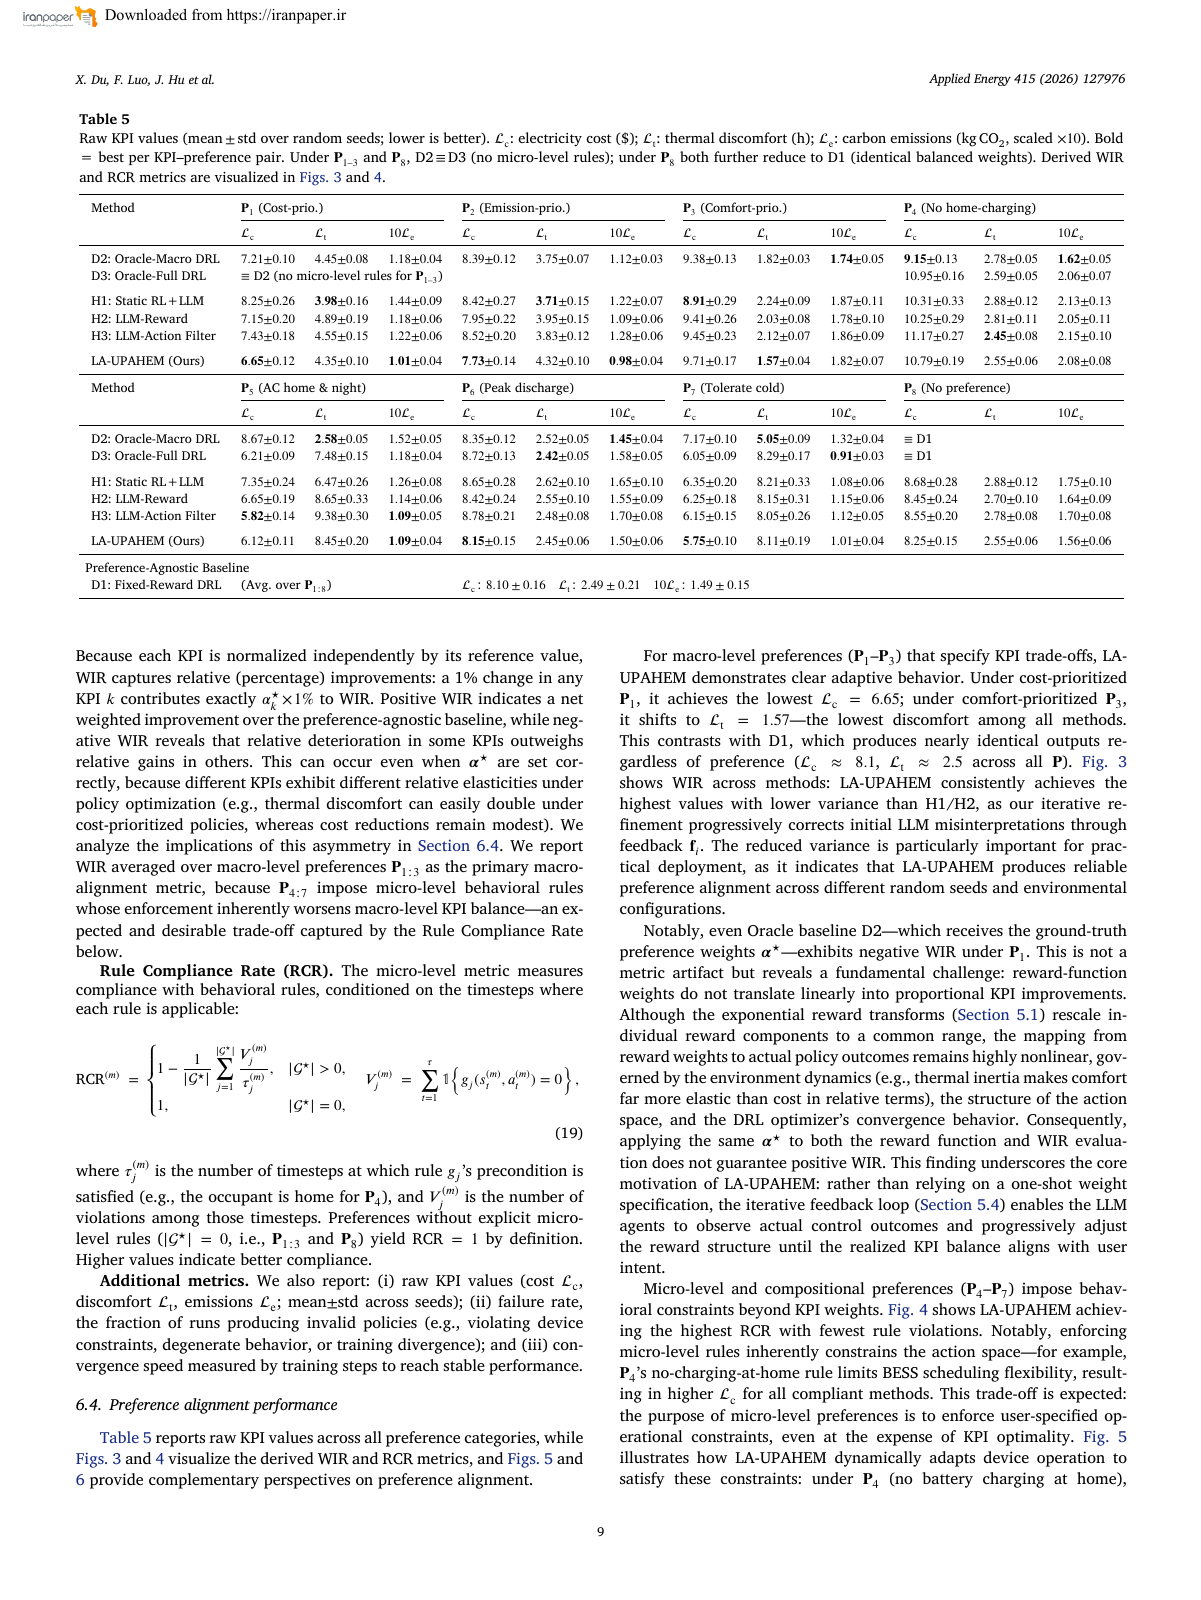 iranpaper
Downloaded from https://iranpaper.ir
X. Du, F. Luo, J. Hu et al.
Applied Energy 415 (2026) 127976
Table 5
Raw KPI values (mean ± std over random seeds; lower is better). ℒc: electricity cost ($); ℒt: thermal discomfort (h); ℒe: carbon emissions (kg CO2, scaled ×10). Bold
= best per KPI–preference pair. Under P1–3 and P8, D2≡D3 (no micro-level rules); under P8 both further reduce to D1 (identical balanced weights). Derived WIR
and RCR metrics are visualized in Figs. 3 and 4.
Method P1 (Cost-prio.) P2 (Emission-prio.) P3 (Comfort-prio.) P4 (No home-charging)
ℒc ℒt 10ℒe ℒc ℒt 10ℒe ℒc ℒt 10ℒe ℒc ℒt 10ℒe
D2: Oracle-Macro DRL 7.21±0.10 4.45±0.08 1.18±0.04 8.39±0.12 3.75±0.07 1.12±0.03 9.38±0.13 1.82±0.03 1.74±0.05 9.15±0.13 2.78±0.05 1.62±0.05
D3: Oracle-Full DRL ≡ D2 (no micro-level rules for P1–3) 10.95±0.16 2.59±0.05 2.06±0.07
H1: Static RL+LLM 8.25±0.26 3.98±0.16 1.44±0.09 8.42±0.27 3.71±0.15 1.22±0.07 8.91±0.29 2.24±0.09 1.87±0.11 10.31±0.33 2.88±0.12 2.13±0.13
H2: LLM-Reward 7.15±0.20 4.89±0.19 1.18±0.06 7.95±0.22 3.95±0.15 1.09±0.06 9.41±0.26 2.03±0.08 1.78±0.10 10.25±0.29 2.81±0.11 2.05±0.11
H3: LLM-Action Filter 7.43±0.18 4.55±0.15 1.22±0.06 8.52±0.20 3.83±0.12 1.28±0.06 9.45±0.23 2.12±0.07 1.86±0.09 11.17±0.27 2.45±0.08 2.15±0.10
LA-UPAHEM (Ours) 6.65±0.12 4.35±0.10 1.01±0.04 7.73±0.14 4.32±0.10 0.98±0.04 9.71±0.17 1.57±0.04 1.82±0.07 10.79±0.19 2.55±0.06 2.08±0.08
Method P5 (AC home & night) P6 (Peak discharge) P7 (Tolerate cold) P8 (No preference)
ℒc ℒt 10ℒe ℒc ℒt 10ℒe ℒc ℒt 10ℒe ℒc ℒt 10ℒe
D2: Oracle-Macro DRL 8.67±0.12 2.58±0.05 1.52±0.05 8.35±0.12 2.52±0.05 1.45±0.04 7.17±0.10 5.05±0.09 1.32±0.04 ≡ D1
D3: Oracle-Full DRL 6.21±0.09 7.48±0.15 1.18±0.04 8.72±0.13 2.42±0.05 1.58±0.05 6.05±0.09 8.29±0.17 0.91±0.03 ≡ D1
H1: Static RL+LLM 7.35±0.24 6.47±0.26 1.26±0.08 8.65±0.28 2.62±0.10 1.65±0.10 6.35±0.20 8.21±0.33 1.08±0.06 8.68±0.28 2.88±0.12 1.75±0.10
H2: LLM-Reward 6.65±0.19 8.65±0.33 1.14±0.06 8.42±0.24 2.55±0.10 1.55±0.09 6.25±0.18 8.15±0.31 1.15±0.06 8.45±0.24 2.70±0.10 1.64±0.09
H3: LLM-Action Filter 5.82±0.14 9.38±0.30 1.09±0.05 8.78±0.21 2.48±0.08 1.70±0.08 6.15±0.15 8.05±0.26 1.12±0.05 8.55±0.20 2.78±0.08 1.70±0.08
LA-UPAHEM (Ours) 6.12±0.11 8.45±0.20 1.09±0.04 8.15±0.15 2.45±0.06 1.50±0.06 5.75±0.10 8.11±0.19 1.01±0.04 8.25±0.15 2.55±0.06 1.56±0.06
Preference-Agnostic Baseline
D1: Fixed-Reward DRL (Avg. over P1:8) ℒc: 8.10 ± 0.16 ℒt: 2.49 ± 0.21 10ℒe: 1.49 ± 0.15
Because each KPI is normalized independently by its reference value,
WIR captures relative (percentage) improvements: a 1% change in any
KPI k contributes exactly α⋆k×1% to WIR. Positive WIR indicates a net
weighted improvement over the preference-agnostic baseline, while neg-
ative WIR reveals that relative deterioration in some KPIs outweighs
relative gains in others. This can occur even when α⋆ are set cor-
rectly, because different KPIs exhibit different relative elasticities under
policy optimization (e.g., thermal discomfort can easily double under
cost-prioritized policies, whereas cost reductions remain modest). We
analyze the implications of this asymmetry in Section 6.4. We report
WIR averaged over macro-level preferences P1:3 as the primary macro-
alignment metric, because P4:7 impose micro-level behavioral rules
whose enforcement inherently worsens macro-level KPI balance—an ex-
pected and desirable trade-off captured by the Rule Compliance Rate
below.
Rule Compliance Rate (RCR). The micro-level metric measures
compliance with behavioral rules, conditioned on the timesteps where
each rule is applicable:
RCR(m) = { 1 − 1/|𝒢⋆| ∑_{j=1}^{|𝒢⋆|} Vj(m)/τj(m), |𝒢⋆| > 0, 1, |𝒢⋆| = 0, Vj(m) = ∑_{t=1}^{τ} 𝟙{gj(st(m), at(m)) = 0},
(19)
where τj(m) is the number of timesteps at which rule gj's precondition is
satisfied (e.g., the occupant is home for P4), and Vj(m) is the number of
violations among those timesteps. Preferences without explicit micro-
level rules (|𝒢⋆| = 0, i.e., P1:3 and P8) yield RCR = 1 by definition.
Higher values indicate better compliance.
Additional metrics. We also report: (i) raw KPI values (cost ℒc,
discomfort ℒt, emissions ℒe; mean±std across seeds); (ii) failure rate,
the fraction of runs producing invalid policies (e.g., violating device
constraints, degenerate behavior, or training divergence); and (iii) con-
vergence speed measured by training steps to reach stable performance.
6.4. Preference alignment performance
Table 5 reports raw KPI values across all preference categories, while
Figs. 3 and 4 visualize the derived WIR and RCR metrics, and Figs. 5 and
6 provide complementary perspectives on preference alignment.
For macro-level preferences (P1–P3) that specify KPI trade-offs, LA-
UPAHEM demonstrates clear adaptive behavior. Under cost-prioritized
P1, it achieves the lowest ℒc = 6.65; under comfort-prioritized P3,
it shifts to ℒt = 1.57—the lowest discomfort among all methods.
This contrasts with D1, which produces nearly identical outputs re-
gardless of preference (ℒc ≈ 8.1, ℒt ≈ 2.5 across all P). Fig. 3
shows WIR across methods: LA-UPAHEM consistently achieves the
highest values with lower variance than H1/H2, as our iterative re-
finement progressively corrects initial LLM misinterpretations through
feedback fi. The reduced variance is particularly important for prac-
tical deployment, as it indicates that LA-UPAHEM produces reliable
preference alignment across different random seeds and environmental
configurations.
Notably, even Oracle baseline D2—which receives the ground-truth
preference weights α⋆—exhibits negative WIR under P1. This is not a
metric artifact but reveals a fundamental challenge: reward-function
weights do not translate linearly into proportional KPI improvements.
Although the exponential reward transforms (Section 5.1) rescale in-
dividual reward components to a common range, the mapping from
reward weights to actual policy outcomes remains highly nonlinear, gov-
erned by the environment dynamics (e.g., thermal inertia makes comfort
far more elastic than cost in relative terms), the structure of the action
space, and the DRL optimizer's convergence behavior. Consequently,
applying the same α⋆ to both the reward function and WIR evalua-
tion does not guarantee positive WIR. This finding underscores the core
motivation of LA-UPAHEM: rather than relying on a one-shot weight
specification, the iterative feedback loop (Section 5.4) enables the LLM
agents to observe actual control outcomes and progressively adjust
the reward structure until the realized KPI balance aligns with user
intent.
Micro-level and compositional preferences (P4–P7) impose behav-
ioral constraints beyond KPI weights. Fig. 4 shows LA-UPAHEM achiev-
ing the highest RCR with fewest rule violations. Notably, enforcing
micro-level rules inherently constrains the action space—for example,
P4's no-charging-at-home rule limits BESS scheduling flexibility, result-
ing in higher ℒc for all compliant methods. This trade-off is expected:
the purpose of micro-level preferences is to enforce user-specified op-
erational constraints, even at the expense of KPI optimality. Fig. 5
illustrates how LA-UPAHEM dynamically adapts device operation to
satisfy these constraints: under P4 (no battery charging at home),
9